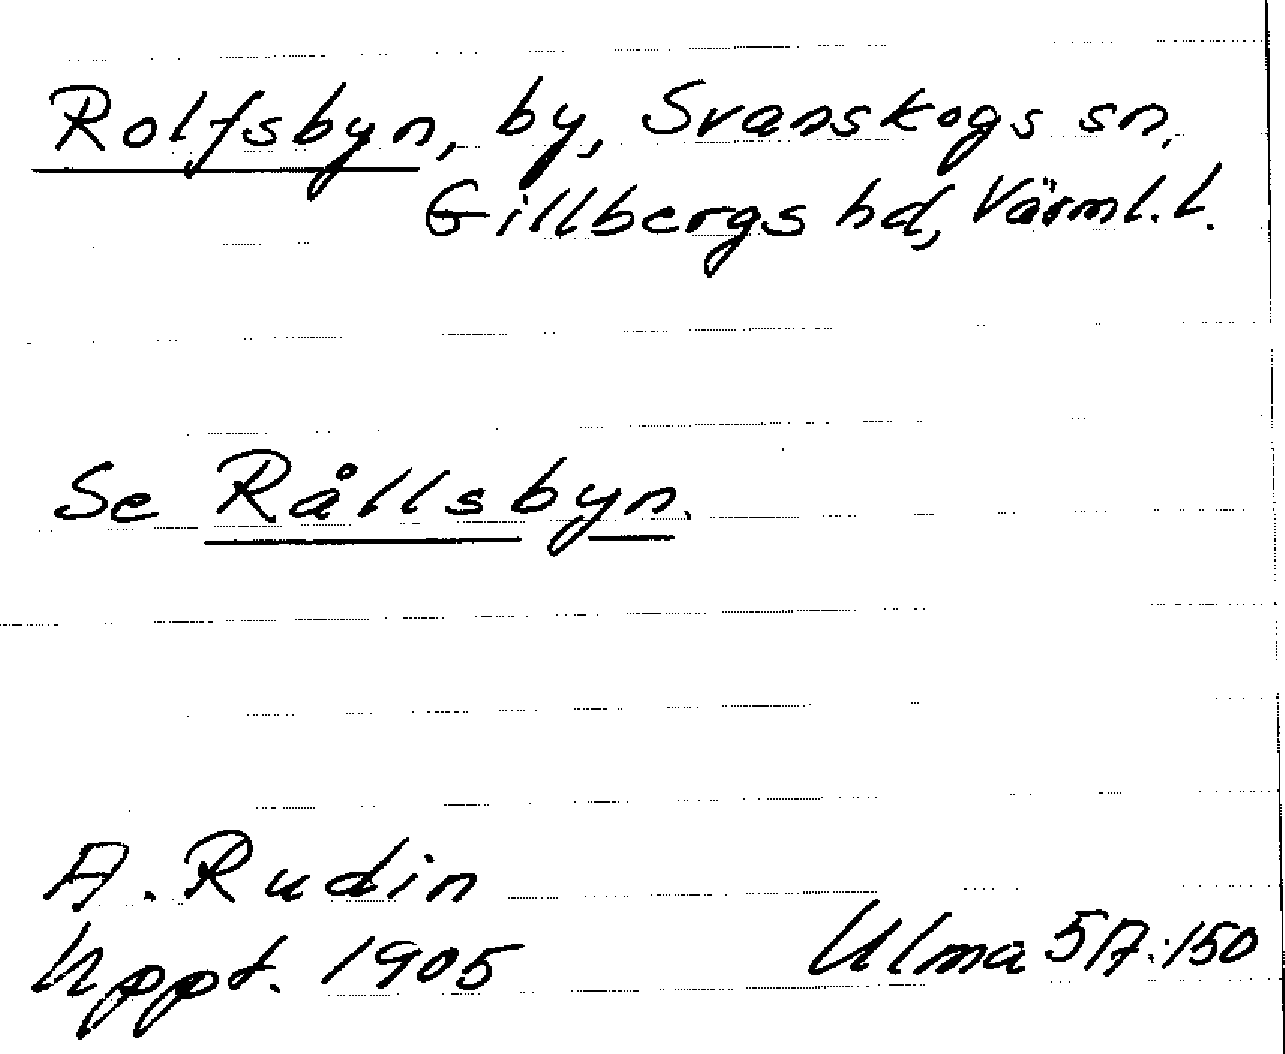 Rolfsbyn, by, Svanskogs sn,
Gillbergs hd, Värml. l.
Se Rållsbyn.
A. Rudin
Uppt. 1905
Ulma 517:150